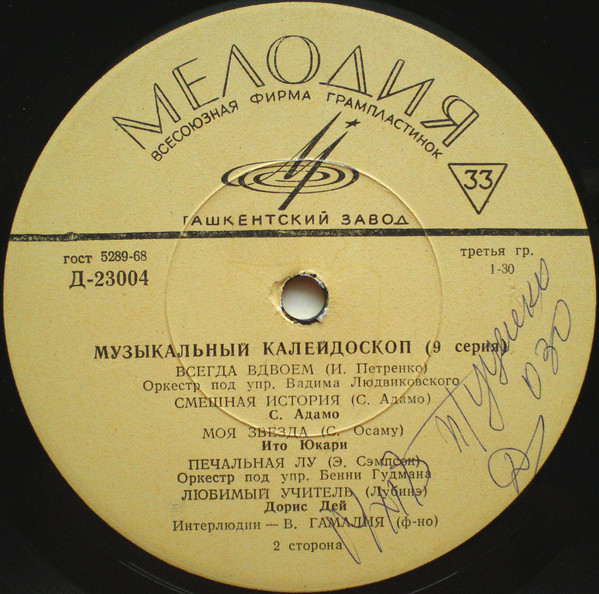 МЕЛОДИЯ
ВСЕСОЮЗНАЯ ФИРМА ГРАМПЛАСТИНОК
33
ТАШКЕНТСКИЙ ЗАВОД
гост 5289-68
Д-23004
третья гр.
1-30
МУЗЫКАЛЬНЫЙ КАЛЕЙДОСКОП (9 серия)
ВСЕГДА ВДВОЕМ (И. Петренко)
Оркестр под упр. Вадима Людвиковского
СМЕШНАЯ ИСТОРИЯ (С. Адамо)
С. Адамо
МОЯ ЗВЕЗДА (С. Осаму)
Ито Юкари
ПЕЧАЛЬНАЯ ЛУ (Э. Сэмпсон)
Оркестр под упр. Бенни Гудмана
ЛЮБИМЫЙ УЧИТЕЛЬ (Лубинэ)
Дорис Дей
Интерлюдии — В. ГАМАЛИЯ (ф-но)
2 сторона